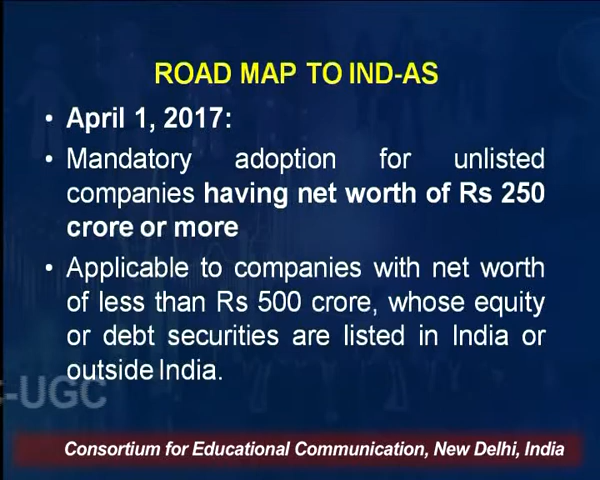 ROAD MAP TO IND-AS
• April 1, 2017:
• Mandatory adoption for unlisted
companies having net worth of Rs 250
crore or more
• Applicable to companies with net worth
of less than Rs 500 crore, whose equity
or debt securities are listed in India or
outside India.
C-UGC
Consortium for Educational Communication, New Delhi, India